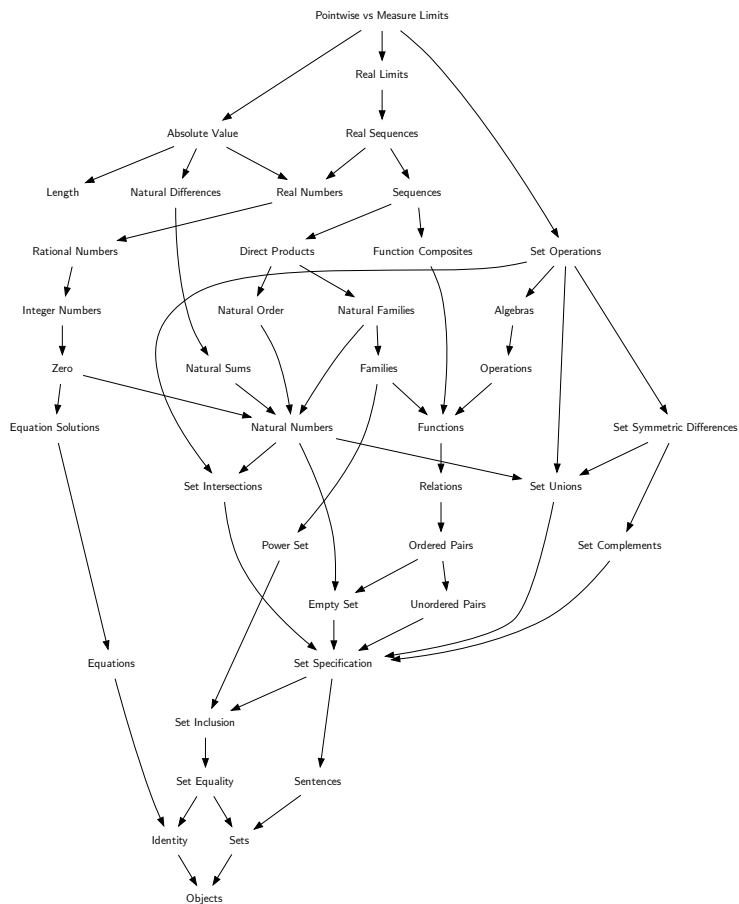 Pointwise vs Measure Limits
Real Limits
Absolute Value
Real Sequences
Length
Natural Differences
Real Numbers
Sequences
Rational Numbers
Direct Products
Function Composites
Set Operations
Integer Numbers
Natural Order
Natural Families
Algebras
Zero
Natural Sums
Families
Operations
Equation Solutions
Natural Numbers
Functions
Set Symmetric Differences
Set Intersections
Relations
Set Unions
Power Set
Ordered Pairs
Set Complements
Empty Set
Unordered Pairs
Equations
Set Specification
Set Inclusion
Set Equality
Sentences
Identity
Sets
Objects